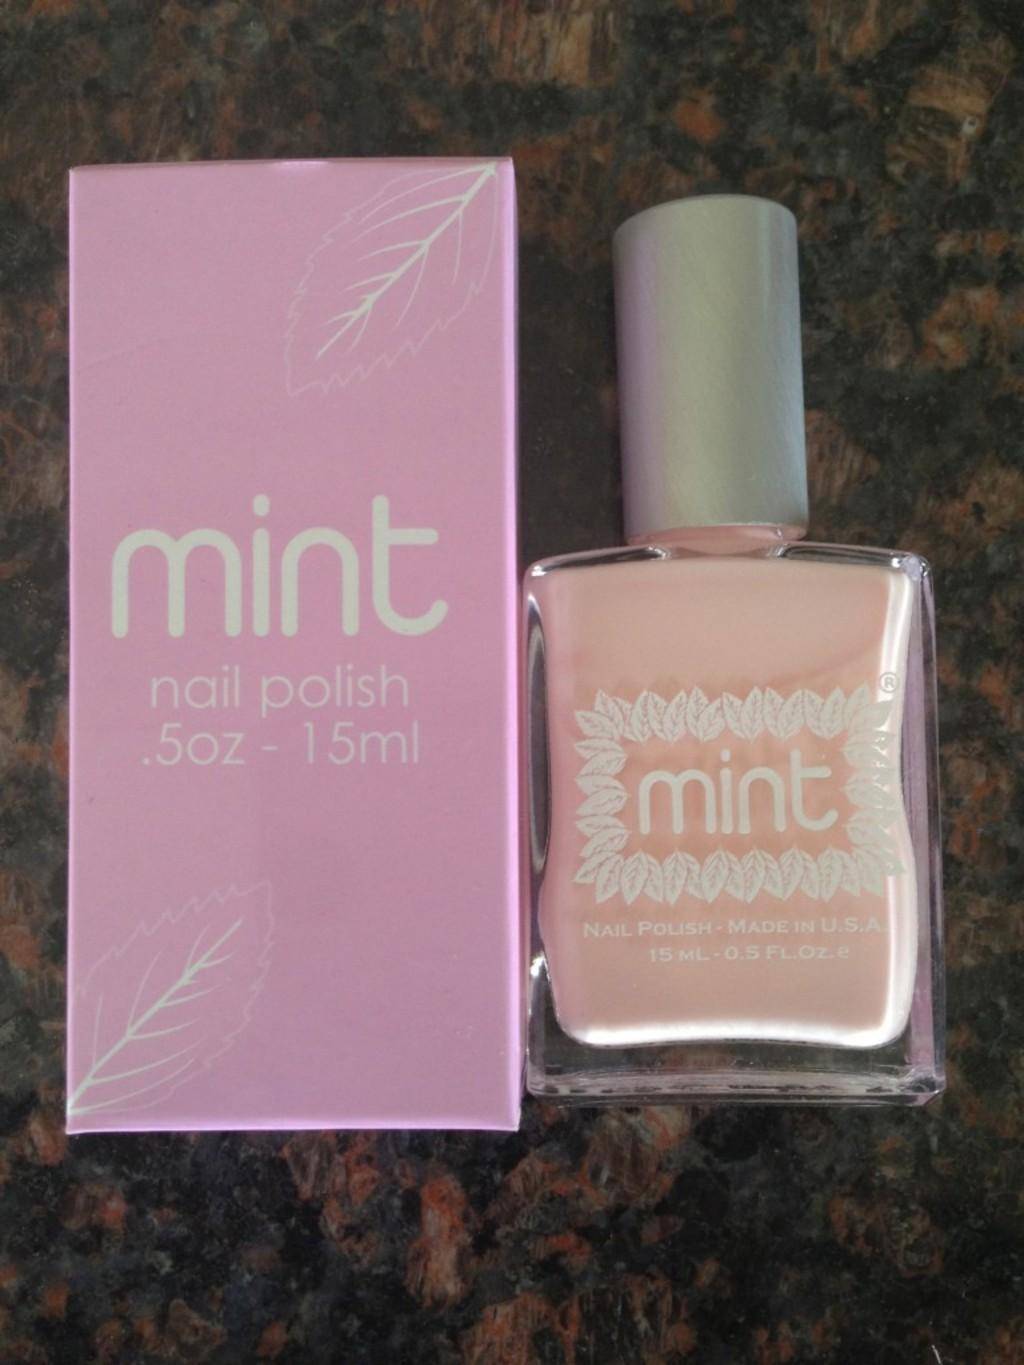 mint
nail polish
.5oz - 15ml
®
mint
Nail Polish - Made in U.S.A.
15 mL - 0.5 Fl.Oz. e